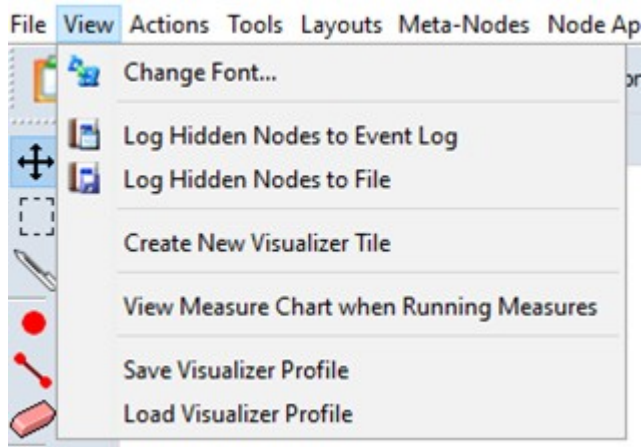 File View Actions Tools Layouts Meta-Nodes Node Ap
Change Font...
Log Hidden Nodes to Event Log
Log Hidden Nodes to File
Create New Visualizer Tile
View Measure Chart when Running Measures
Save Visualizer Profile
Load Visualizer Profile